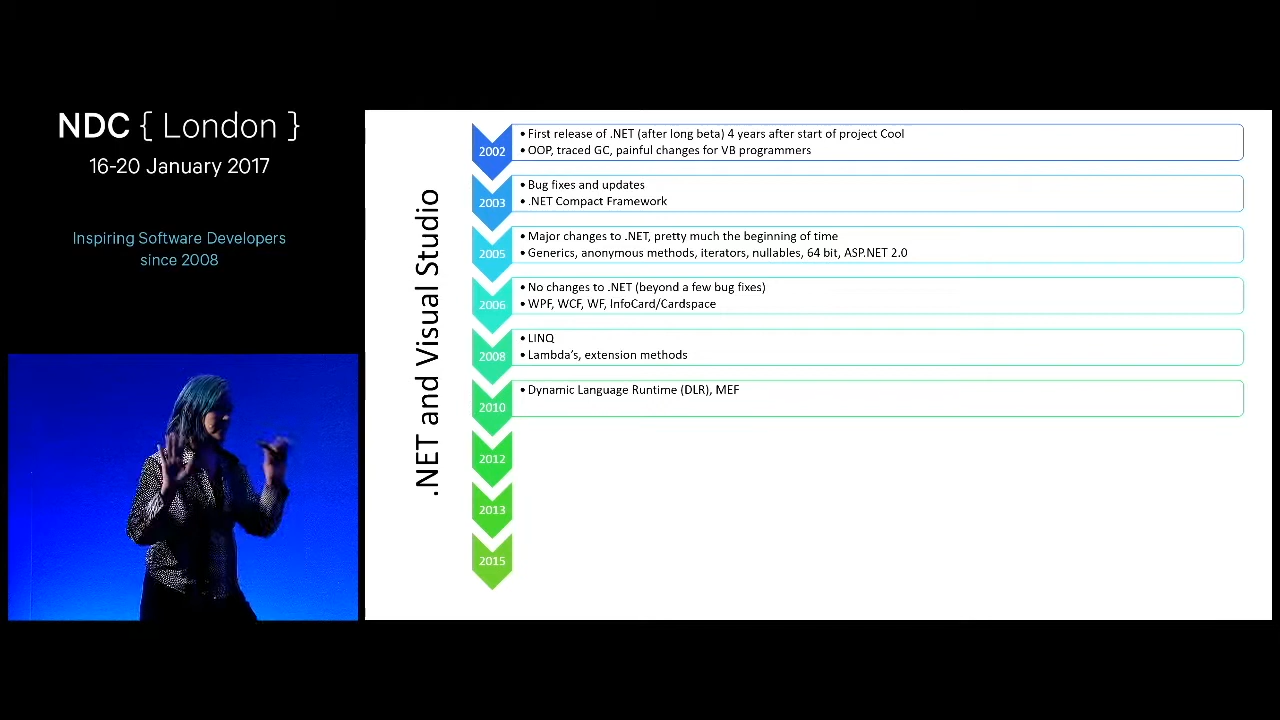 NDC { London }
16-20 January 2017
Inspiring Software Developers
since 2008
.NET and Visual Studio
2002
• First release of .NET (after long beta) 4 years after start of project Cool
• OOP, traced GC, painful changes for VB programmers
2003
• Bug fixes and updates
• .NET Compact Framework
2005
• Major changes to .NET, pretty much the beginning of time
• Generics, anonymous methods, iterators, nullables, 64 bit, ASP.NET 2.0
2006
• No changes to .NET (beyond a few bug fixes)
• WPF, WCF, WF, InfoCard/Cardspace
2008
• LINQ
• Lambda's, extension methods
2010
• Dynamic Language Runtime (DLR), MEF
2012
2013
2015